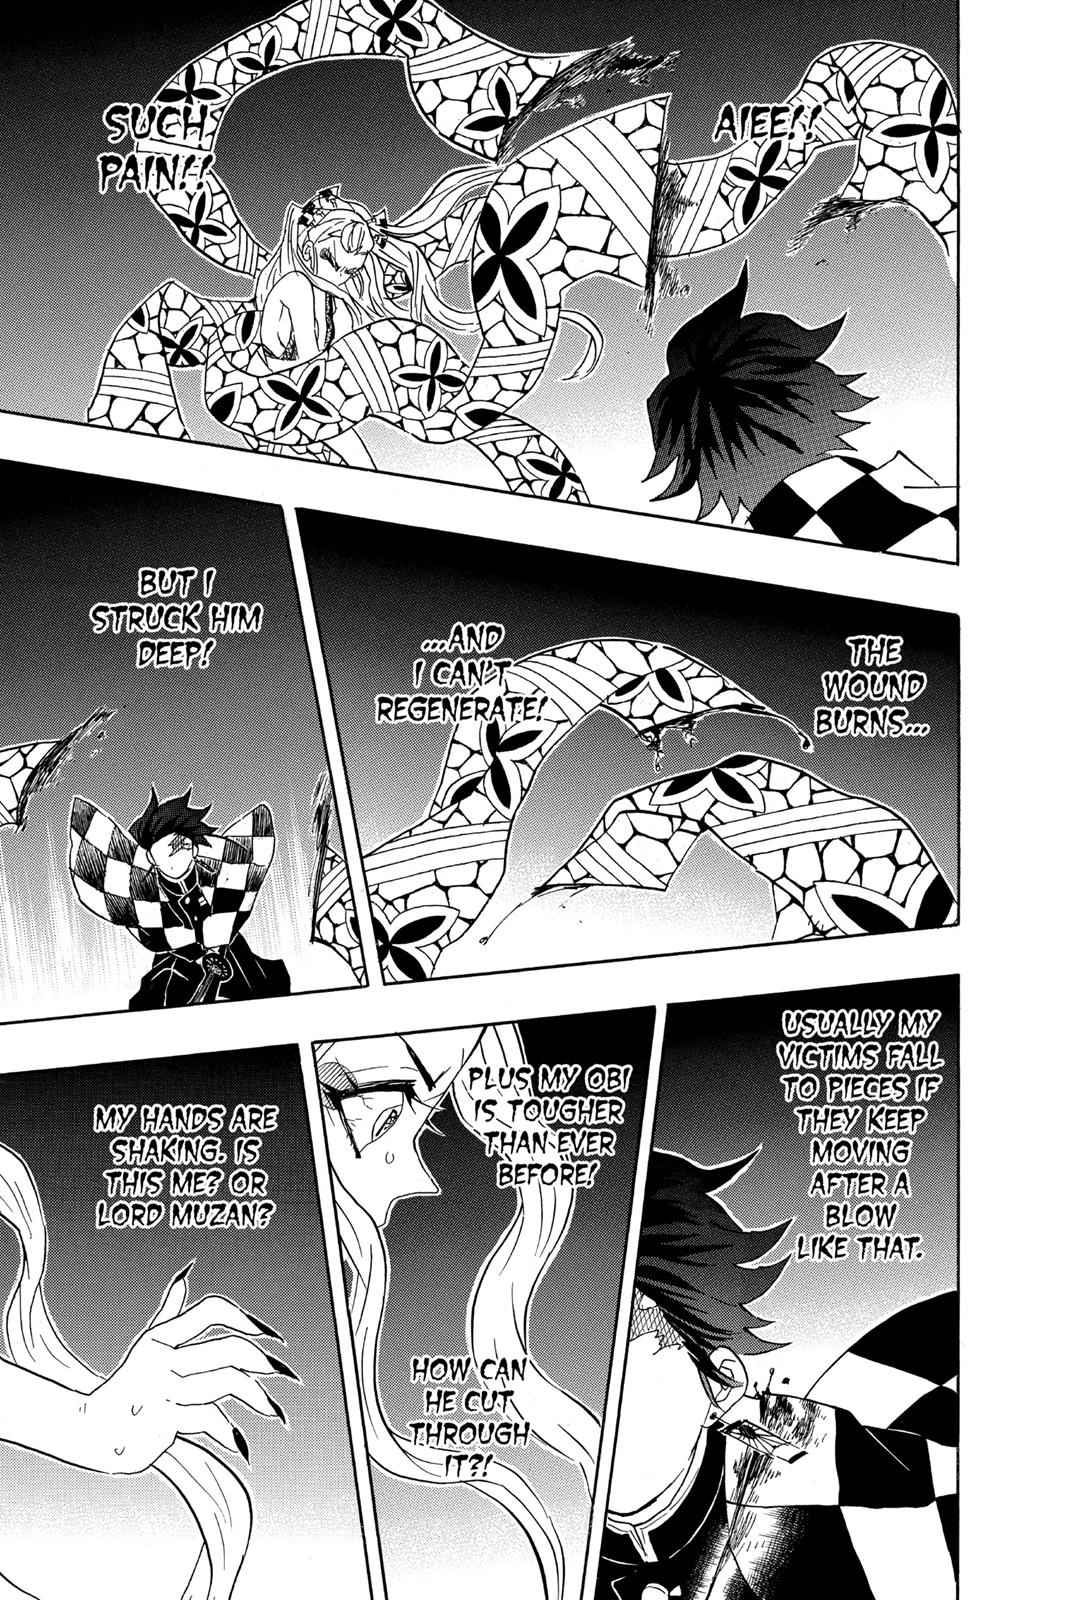 AIEE!!
SUCH
PAIN!!
THE
WOUND
BURNS...
...AND
I CAN'T
REGENERATE!
BUT I
STRUCK HIM
DEEP!
USUALLY MY
VICTIMS FALL
TO PIECES IF
THEY KEEP
MOVING
AFTER A
BLOW
LIKE THAT.
PLUS MY OBI
IS TOUGHER
THAN EVER
BEFORE!
HOW CAN
HE CUT
THROUGH
IT?!
MY HANDS ARE
SHAKING. IS
THIS ME? OR
LORD MUZAN?